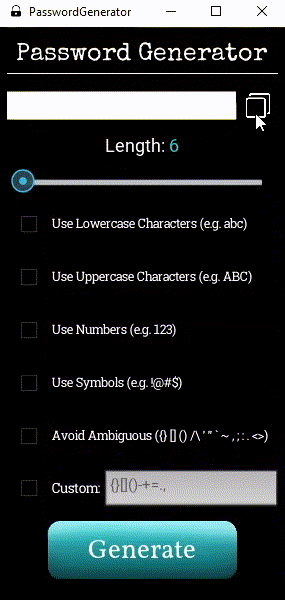 PasswordGenerator
Password Generator
Length: 6
Use Lowercase Characters (e.g. abc)
Use Uppercase Characters (e.g. ABC)
Use Numbers (e.g. 123)
Use Symbols (e.g. !@#$)
Avoid Ambiguous ({} [] () /\ ' " ` ~ , ; : . <>)
Custom: {}[]()-+=.,
Generate